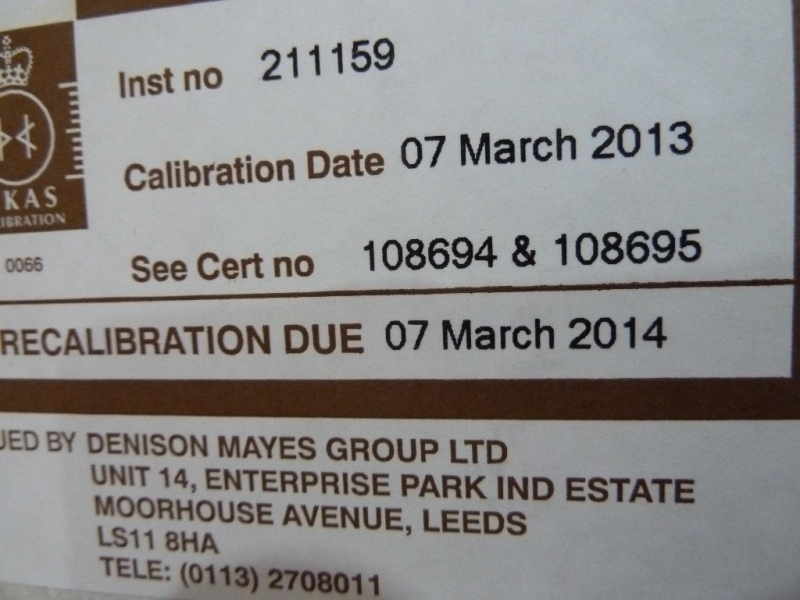 Inst no 211159
Calibration Date 07 March 2013
KAS
IBRATION
0066
See Cert no 108694 & 108695
RECALIBRATION DUE 07 March 2014
UED BY DENISON MAYES GROUP LTD
UNIT 14, ENTERPRISE PARK IND ESTATE
MOORHOUSE AVENUE, LEEDS
LS11 8HA
TELE: (0113) 2708011